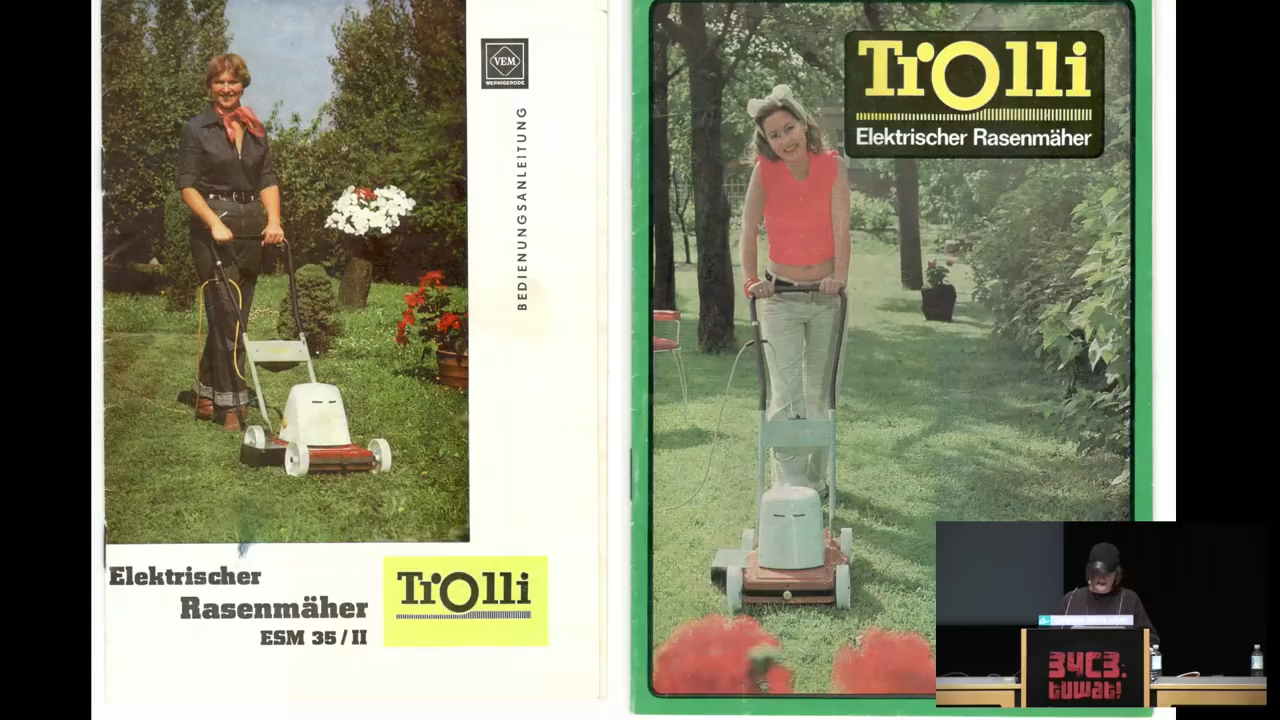 VEM
WERNIGERODE
BEDIENUNGSANLEITUNG
Elektrischer
Rasenmäher
ESM 35/II
Trolli
Trolli
Elektrischer Rasenmäher
34C3.
tuwat!